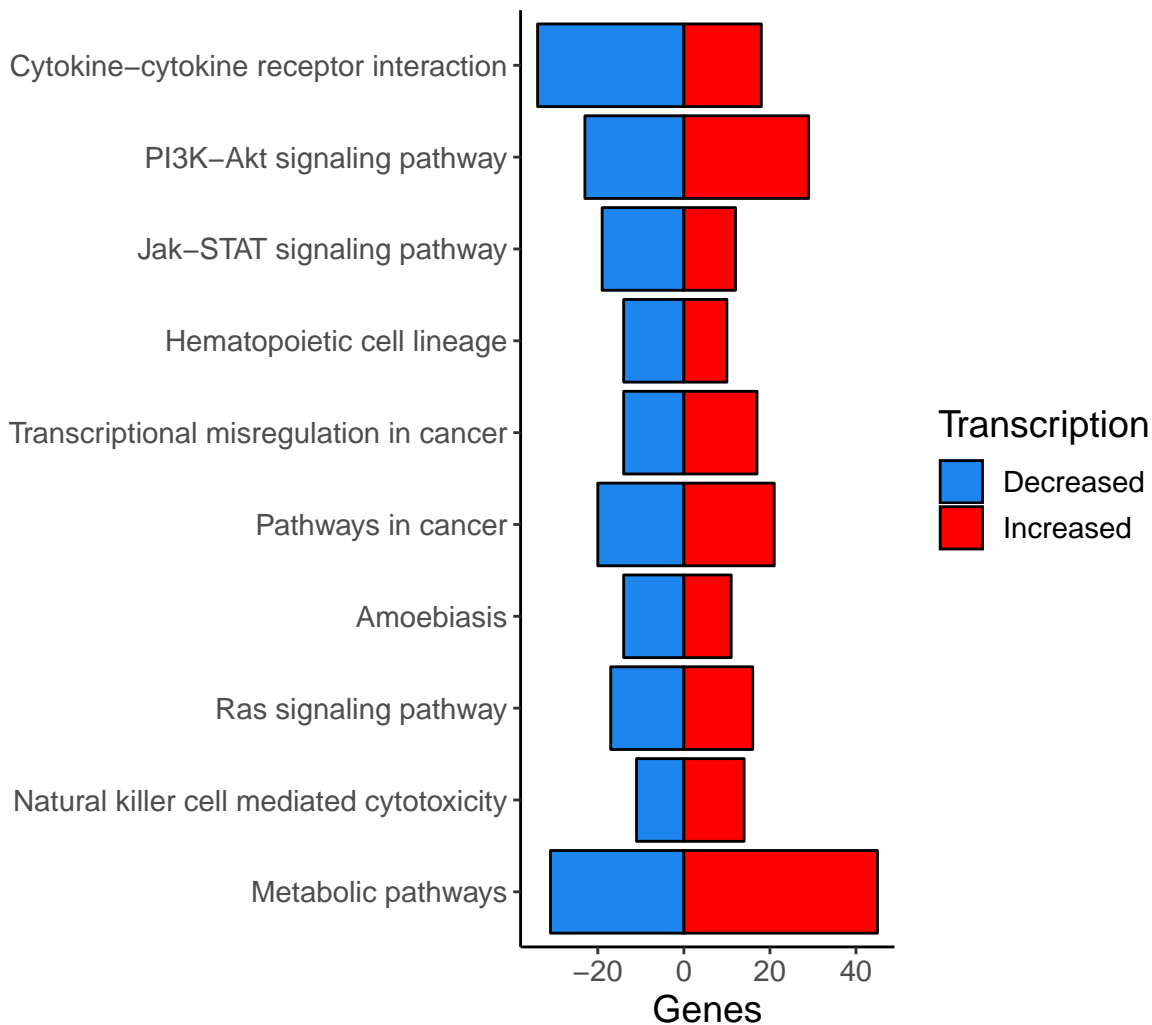 Cytokine−cytokine receptor interaction
PI3K−Akt signaling pathway
Jak−STAT signaling pathway
Hematopoietic cell lineage
Transcriptional misregulation in cancer
Pathways in cancer
Amoebiasis
Ras signaling pathway
Natural killer cell mediated cytotoxicity
Metabolic pathways
−20 0 20 40
Genes
Transcription
Decreased
Increased